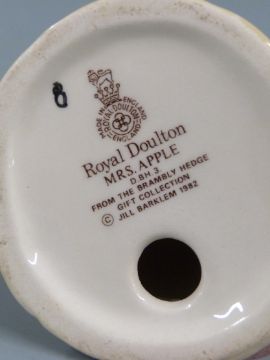 MADE IN ENGLAND
ROYAL DOULTON
ENGLAND
Royal Doulton
MRS. APPLE
D BH 3
FROM THE BRAMBLY HEDGE
GIFT COLLECTION
© JILL BARKLEM 1982